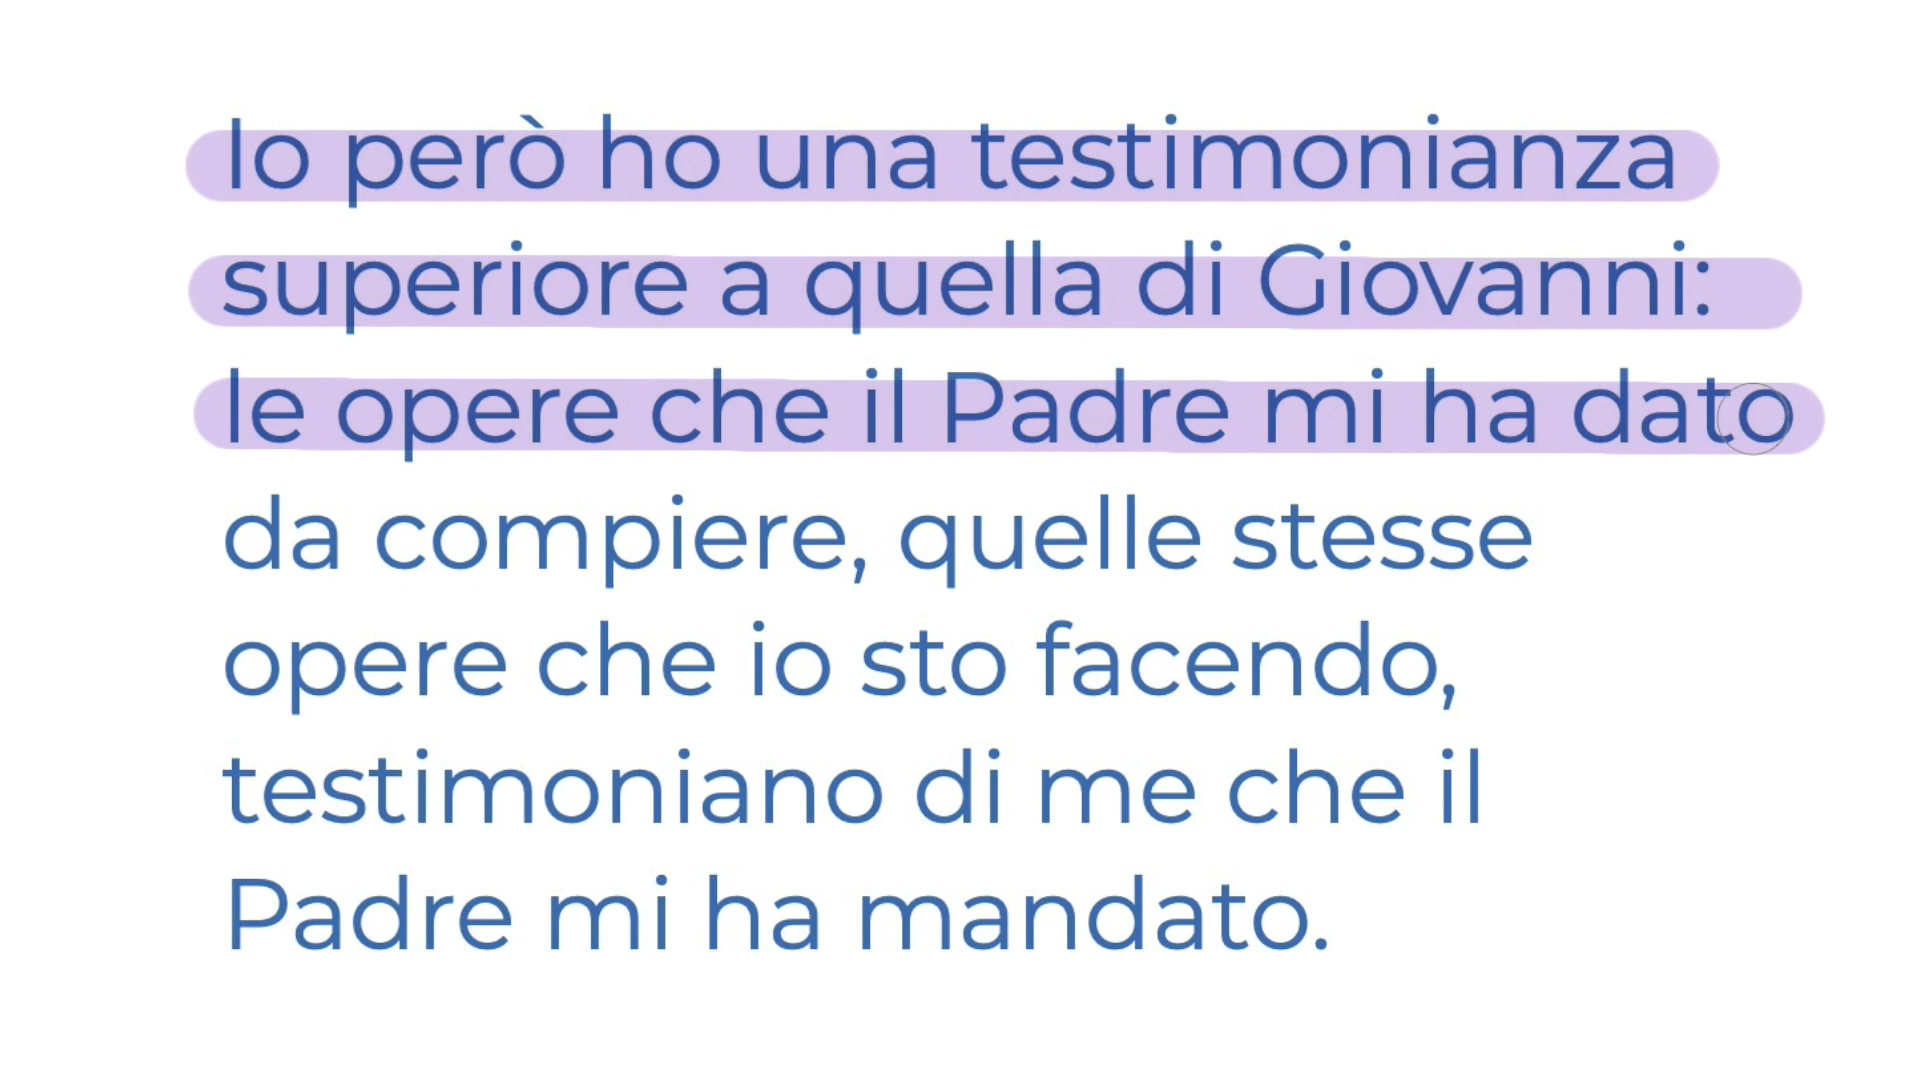 Io però ho una testimonianza
superiore a quella di Giovanni:
le opere che il Padre mi ha dato
da compiere, quelle stesse
opere che io sto facendo,
testimoniano di me che il
Padre mi ha mandato.